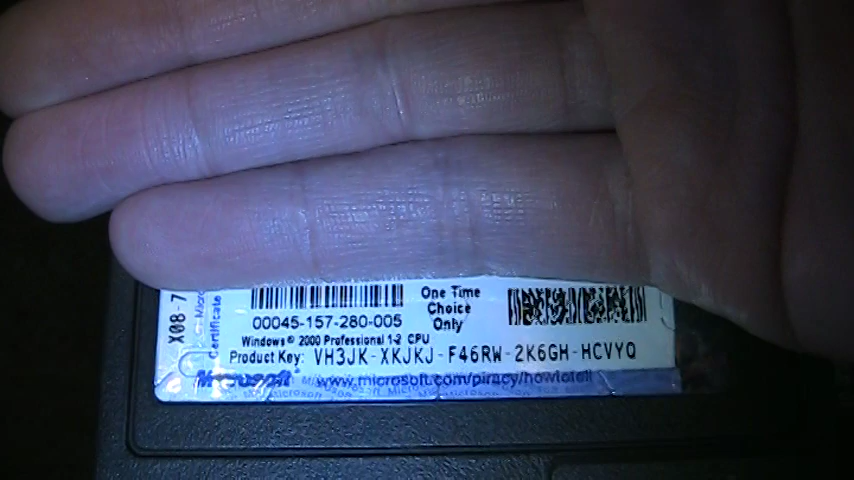 One Time
Choice
Only
00045-157-280-005
Windows® 2000 Professional 1-2 CPU
Product Key: VH3JK-XKJKJ-F46RW-2K6GH-HCVYQ
Microsoft® www.microsoft.com/piracy/howtotell
X08-7
Certificate